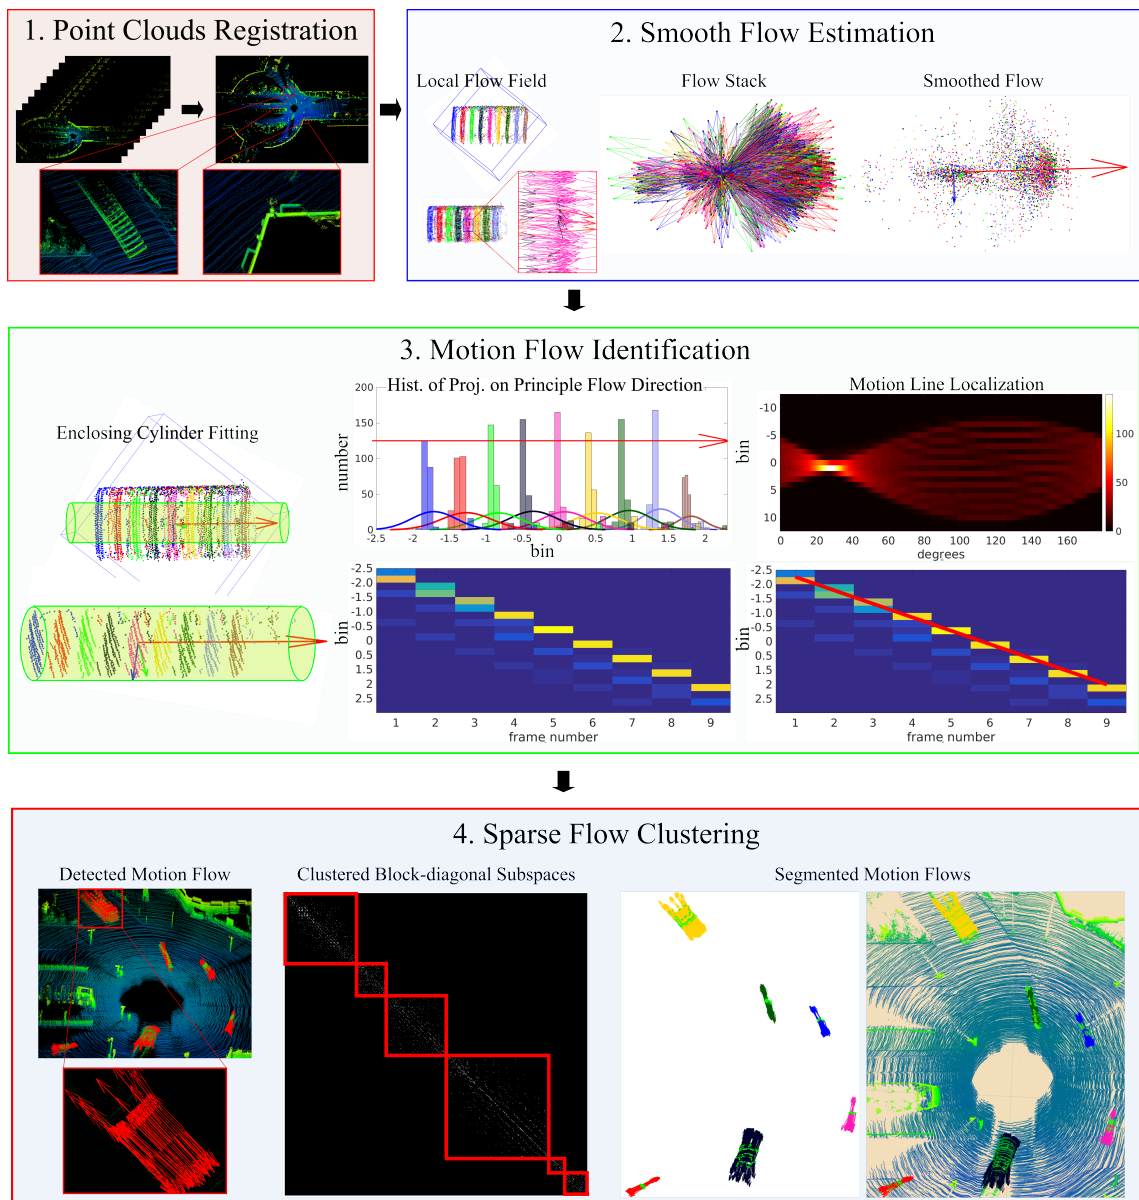 1. Point Clouds Registration
2. Smooth Flow Estimation
Local Flow Field
Flow Stack
Smoothed Flow
3. Motion Flow Identification
Enclosing Cylinder Fitting
Hist. of Proj. on Principle Flow Direction
200
150
100
50
0
number
-2.5 -2 -1.5 -1 -0.5 0 0.5 1 1.5 2
bin
Motion Line Localization
-10
-5
0
5
10
bin
0 20 40 60 80 100 120 140 160
degrees
100
50
0
-2.5
-2.0
-1.5
-1.0
-0.5
0
0.5
1.5
2
2.5
bin
1 2 3 4 5 6 7 8 9
frame number
-2.5
-2.0
-1.5
-1.0
-0.5
0
0.5
1.5
2
2.5
bin
1 2 3 4 5 6 7 8 9
frame number
4. Sparse Flow Clustering
Detected Motion Flow
Clustered Block-diagonal Subspaces
Segmented Motion Flows